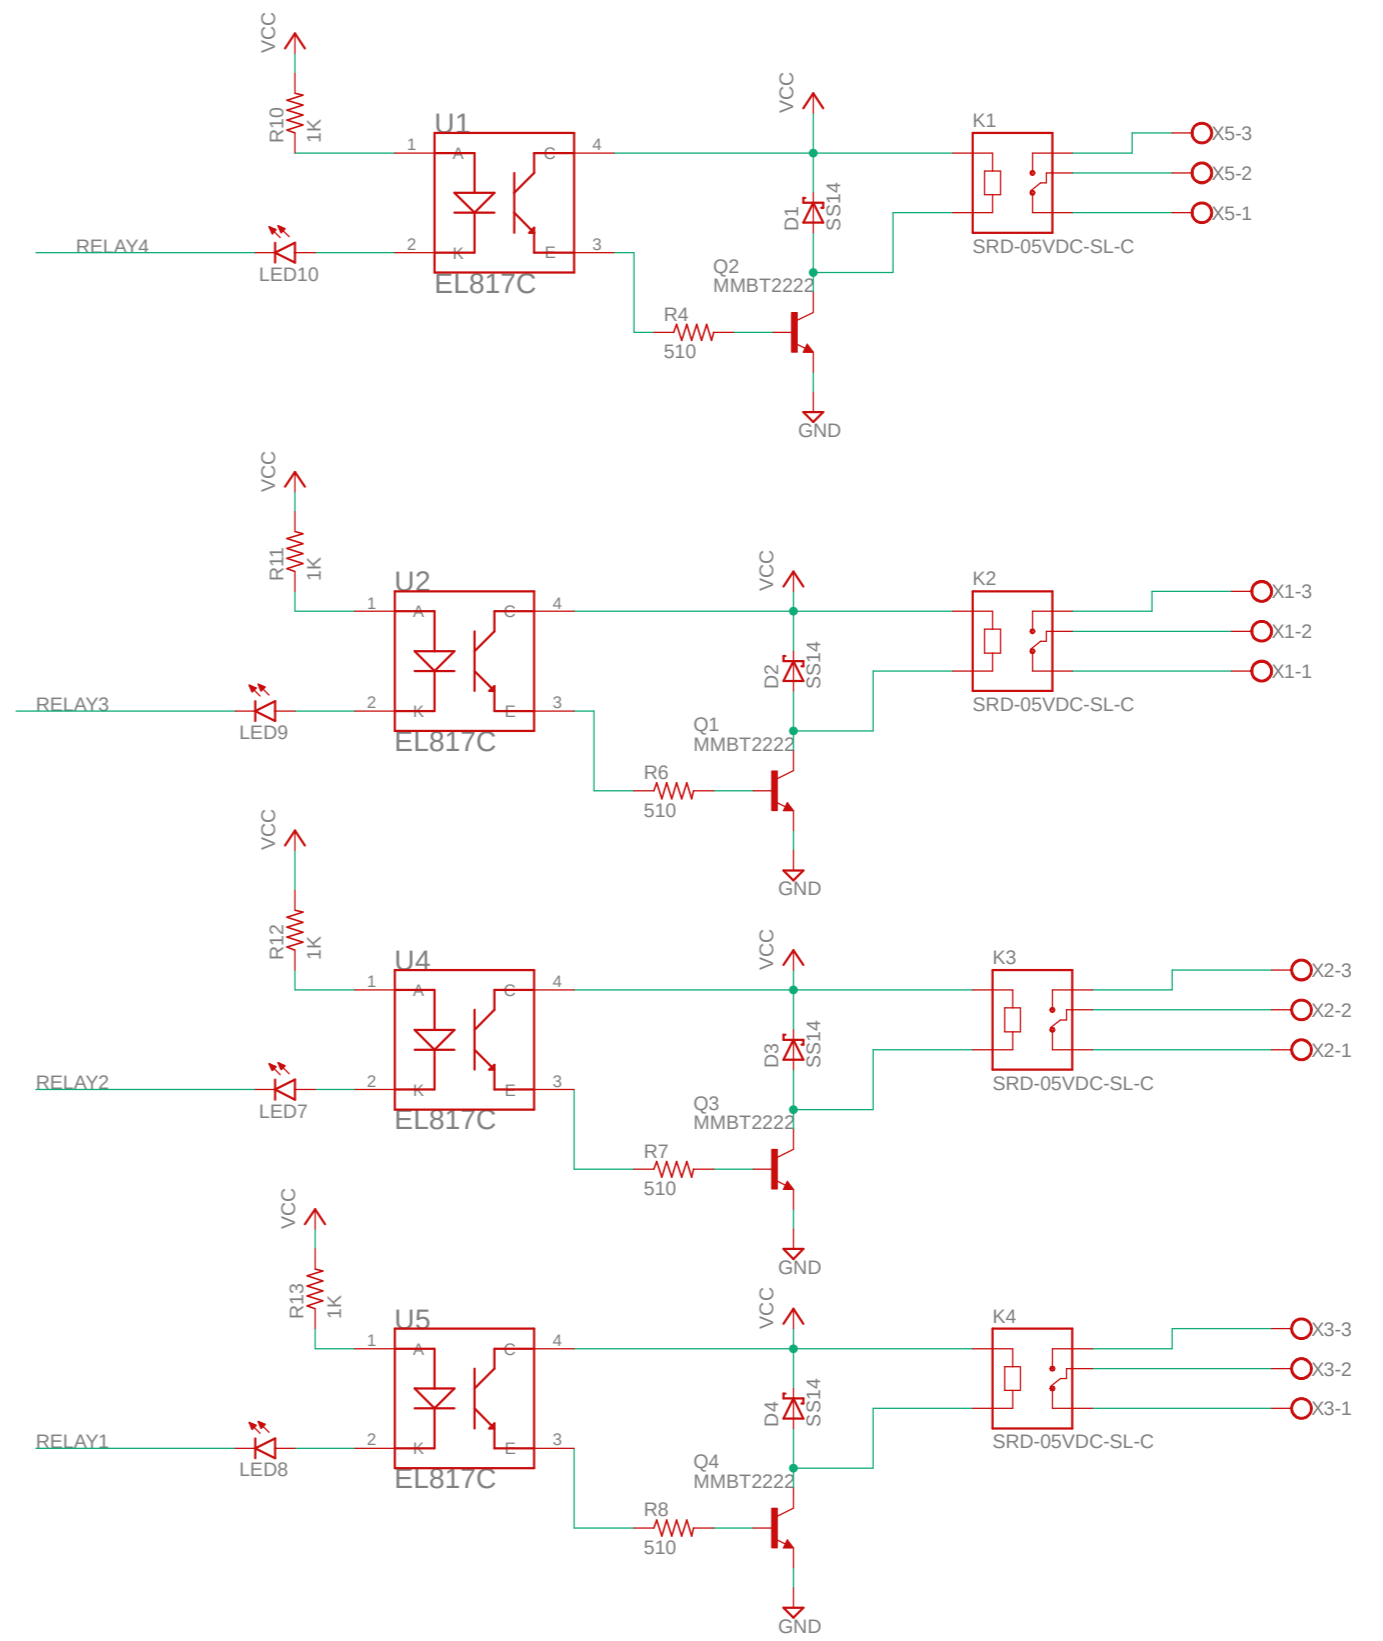 VCC
R10
1K
U1
1
A
C
4
2
K
E
3
EL817C
RELAY4
LED10
VCC
D1
SS14
K1
SRD-05VDC-SL-C
X5-3
X5-2
X5-1
Q2
MMBT2222
R4
510
GND
VCC
R11
1K
U2
1
A
C
4
2
K
E
3
EL817C
RELAY3
LED9
VCC
D2
SS14
K2
SRD-05VDC-SL-C
X1-3
X1-2
X1-1
Q1
MMBT2222
R6
510
GND
VCC
R12
1K
U4
1
A
C
4
2
K
E
3
EL817C
RELAY2
LED7
VCC
D3
SS14
K3
SRD-05VDC-SL-C
X2-3
X2-2
X2-1
Q3
MMBT2222
R7
510
GND
VCC
R13
1K
U5
1
A
C
4
2
K
E
3
EL817C
RELAY1
LED8
VCC
D4
SS14
K4
SRD-05VDC-SL-C
X3-3
X3-2
X3-1
Q4
MMBT2222
R8
510
GND